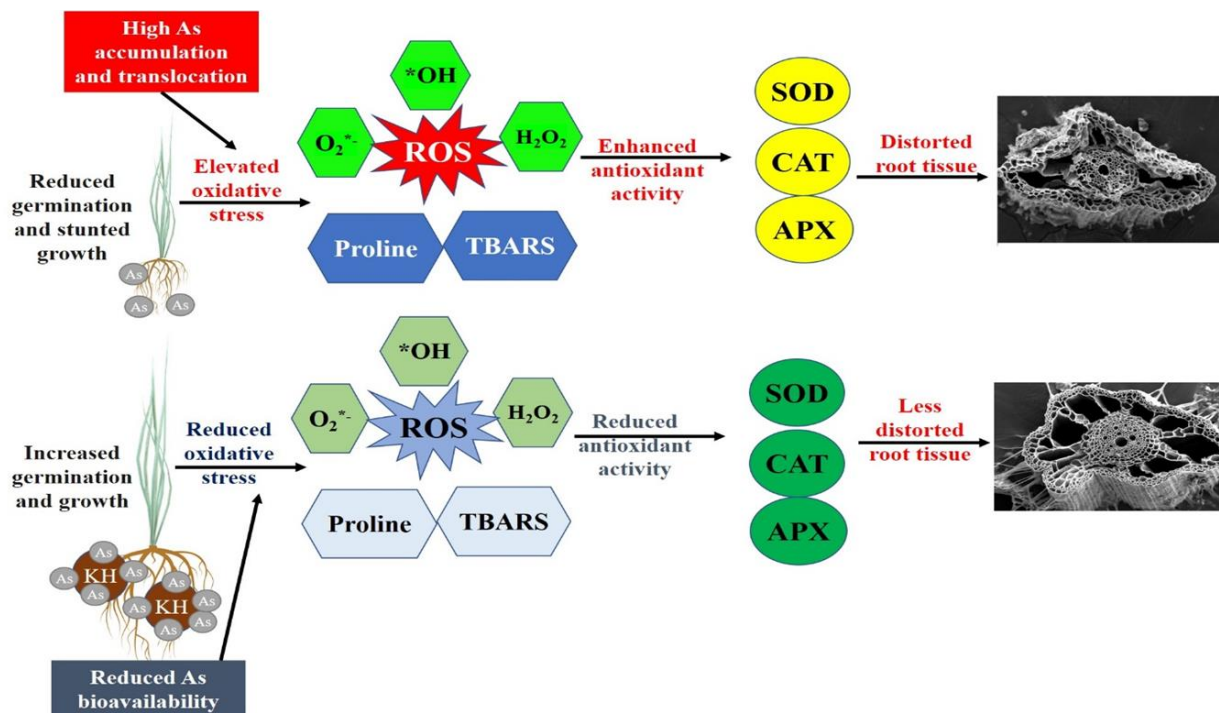 High As
accumulation
and translocation
Reduced
germination
and stunted
growth
As
As
As
Elevated
oxidative
stress
*OH
O₂*-
H₂O₂
ROS
Proline
TBARS
Enhanced
antioxidant
activity
SOD
CAT
APX
Distorted
root tissue
Increased
germination
and growth
As
As
KH
As
As
As
As
KH
As
As
As
Reduced
oxidative
stress
Reduced As
bioavailability
*OH
O₂*-
H₂O₂
ROS
Proline
TBARS
Reduced
antioxidant
activity
SOD
CAT
APX
Less
distorted
root tissue